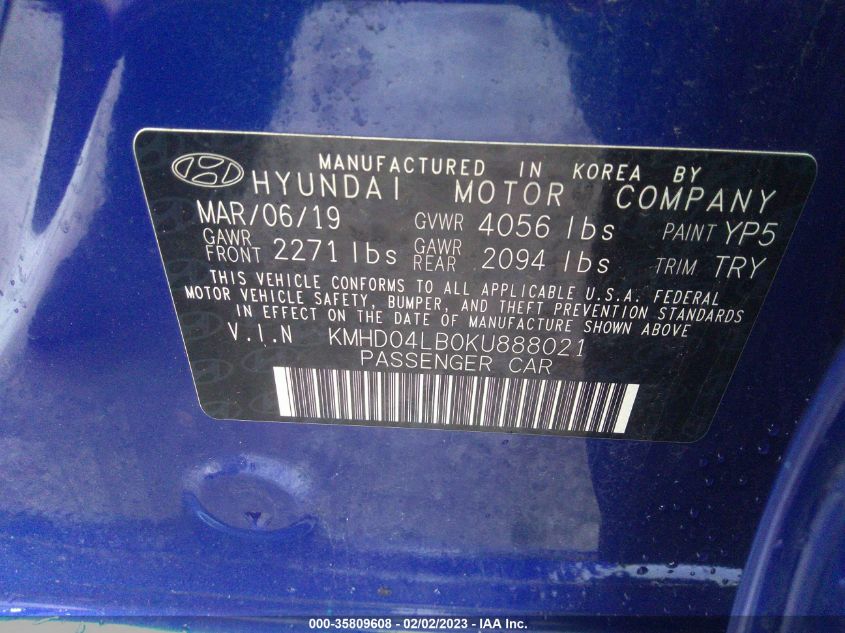 MANUFACTURED IN KOREA BY
HYUNDAI MOTOR COMPANY
MAR/06/19 GVWR 4056 lbs PAINT YP5
GAWR FRONT 2271 lbs GAWR REAR 2094 lbs TRIM TRY
THIS VEHICLE CONFORMS TO ALL APPLICABLE U.S.A. FEDERAL
MOTOR VEHICLE SAFETY, BUMPER, AND THEFT PREVENTION STANDARDS
IN EFFECT ON THE DATE OF MANUFACTURE SHOWN ABOVE
V.I.N KMHD04LB0KU888021
PASSENGER CAR
000-35809608 - 02/02/2023 - IAA Inc.